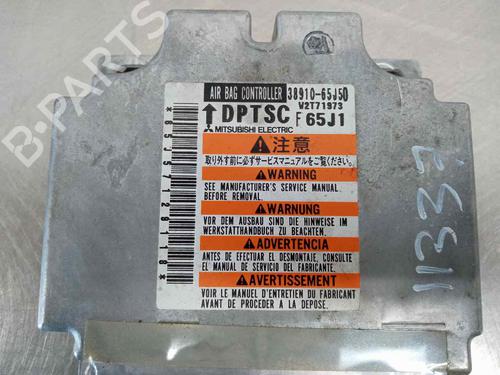 AIR BAG CONTROLLER 38910-65J50
V2T71973
DPTSC F 65J1
MITSUBISHI ELECTRIC
注意
取り外す前に必ずサービスマニュアルをご覧ください。
WARNING
SEE MANUFACTURER'S SERVICE MANUAL
BEFORE REMOVAL.
WARNUNG
VOR DEM AUSBAU SIND DIE HINWEISE IM
WERKSTATTHANDBUCH ZU BEACHTEN.
ADVERTENCIA
ANTES DE EFECTUAR EL DESMONTAJE, CONSULTE
EL MANUAL DE SERVICIO DEL FABRICANTE.
AVERTISSEMENT
VOIR LE MANUEL D'ENTRETIEN DU FABRICANT
AVANT DE PROCEDER A LA DEPOSE.
*65J57128118*
11337
B-PARTS